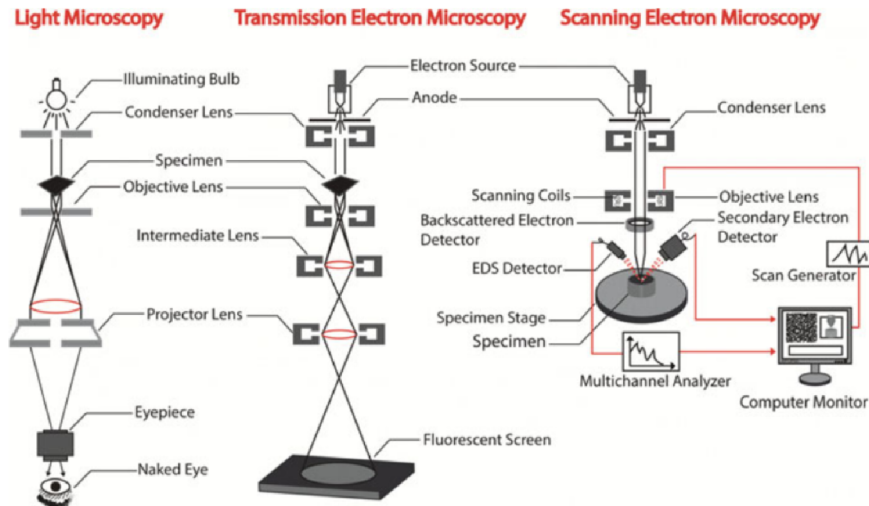 Light Microscopy
Transmission Electron Microscopy
Scanning Electron Microscopy
Illuminating Bulb
Condenser Lens
Specimen
Objective Lens
Intermediate Lens
Projector Lens
Eyepiece
Naked Eye
Fluorescent Screen
Electron Source
Anode
Condenser Lens
Scanning Coils
Objective Lens
Backscattered Electron
Detector
Secondary Electron
Detector
EDS Detector
Scan Generator
Specimen Stage
Specimen
Multichannel Analyzer
Computer Monitor